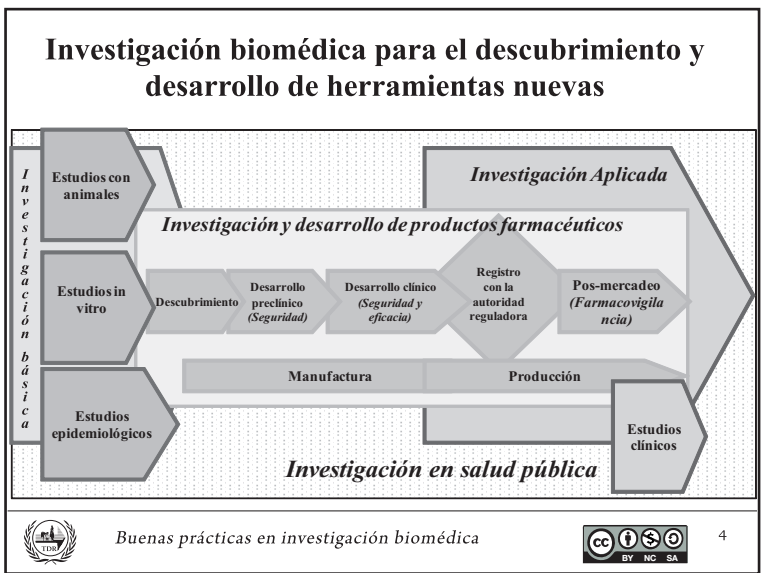 Investigación biomédica para el descubrimiento y
desarrollo de herramientas nuevas
Investigación básica
Estudios con
animales
Estudios in
vitro
Estudios
epidemiológicos
Investigación Aplicada
Investigación y desarrollo de productos farmacéuticos
Descubrimiento
Desarrollo
preclínico
(Seguridad)
Desarrollo clínico
(Seguridad y
eficacia)
Registro
con la
autoridad
reguladora
Pos-mercadeo
(Farmacovigila
ncia)
Manufactura
Producción
Estudios
clínicos
Investigación en salud pública
TDR
Buenas prácticas en investigación biomédica
cc
BY NC SA
4